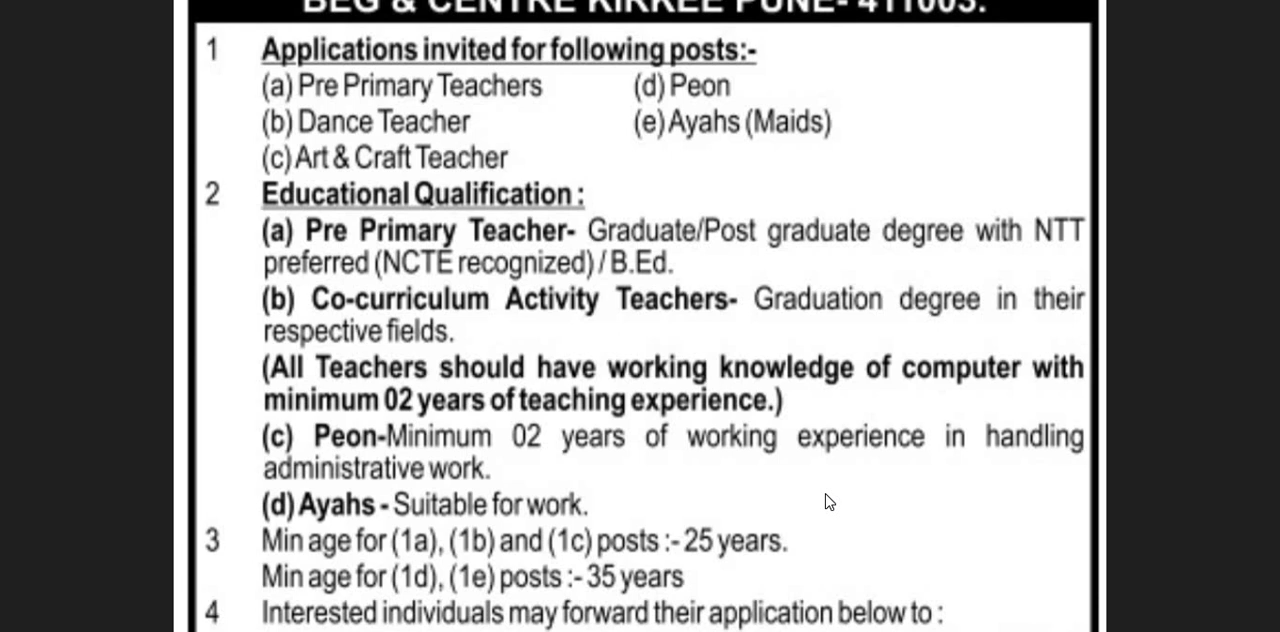 BEG & CENTRE KIRKEE PUNE- 411003.
1 Applications invited for following posts:-
(a) Pre Primary Teachers (d) Peon
(b) Dance Teacher (e) Ayahs (Maids)
(c) Art & Craft Teacher
2 Educational Qualification :
(a) Pre Primary Teacher- Graduate/Post graduate degree with NTT
preferred (NCTE recognized) / B.Ed.
(b) Co-curriculum Activity Teachers- Graduation degree in their
respective fields.
(All Teachers should have working knowledge of computer with
minimum 02 years of teaching experience.)
(c) Peon-Minimum 02 years of working experience in handling
administrative work.
(d) Ayahs - Suitable for work.
3 Min age for (1a), (1b) and (1c) posts :- 25 years.
Min age for (1d), (1e) posts :- 35 years
4 Interested individuals may forward their application below to :